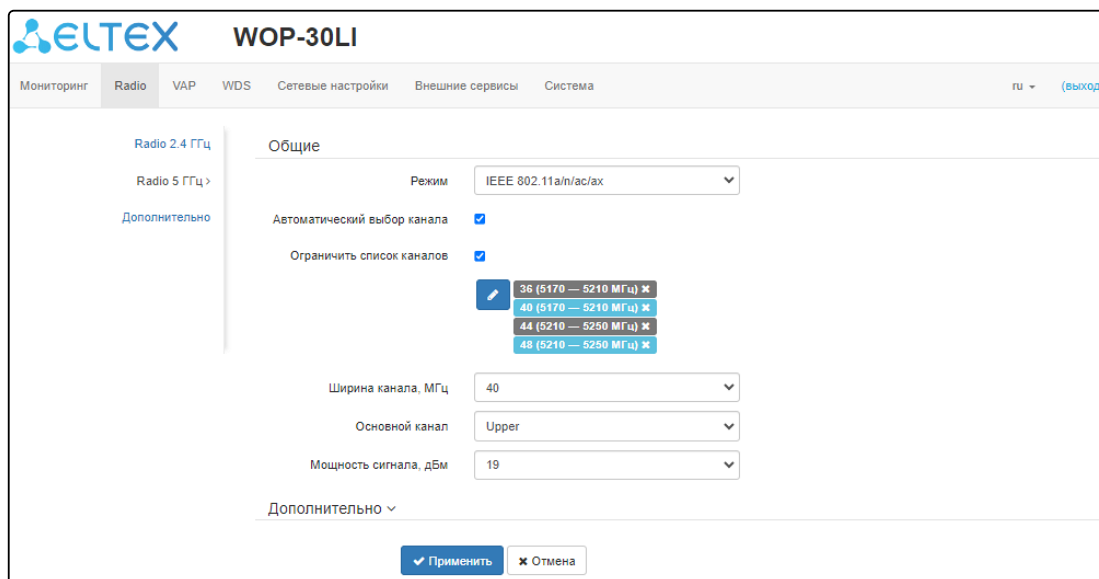 ELTEX WOP-30LI
Мониторинг Radio VAP WDS Сетевые настройки Внешние сервисы Система ru (выход
Radio 2.4 ГГц
Radio 5 ГГц
Дополнительно
Общие
Режим IEEE 802.11a/n/ac/ax
Автоматический выбор канала
Ограничить список каналов
36 (5170 — 5210 МГц) ✖
40 (5170 — 5210 МГц) ✖
44 (5210 — 5250 МГц) ✖
48 (5210 — 5250 МГц) ✖
Ширина канала, МГц 40
Основной канал Upper
Мощность сигнала, дБм 19
Дополнительно
✔ Применить ✖ Отмена